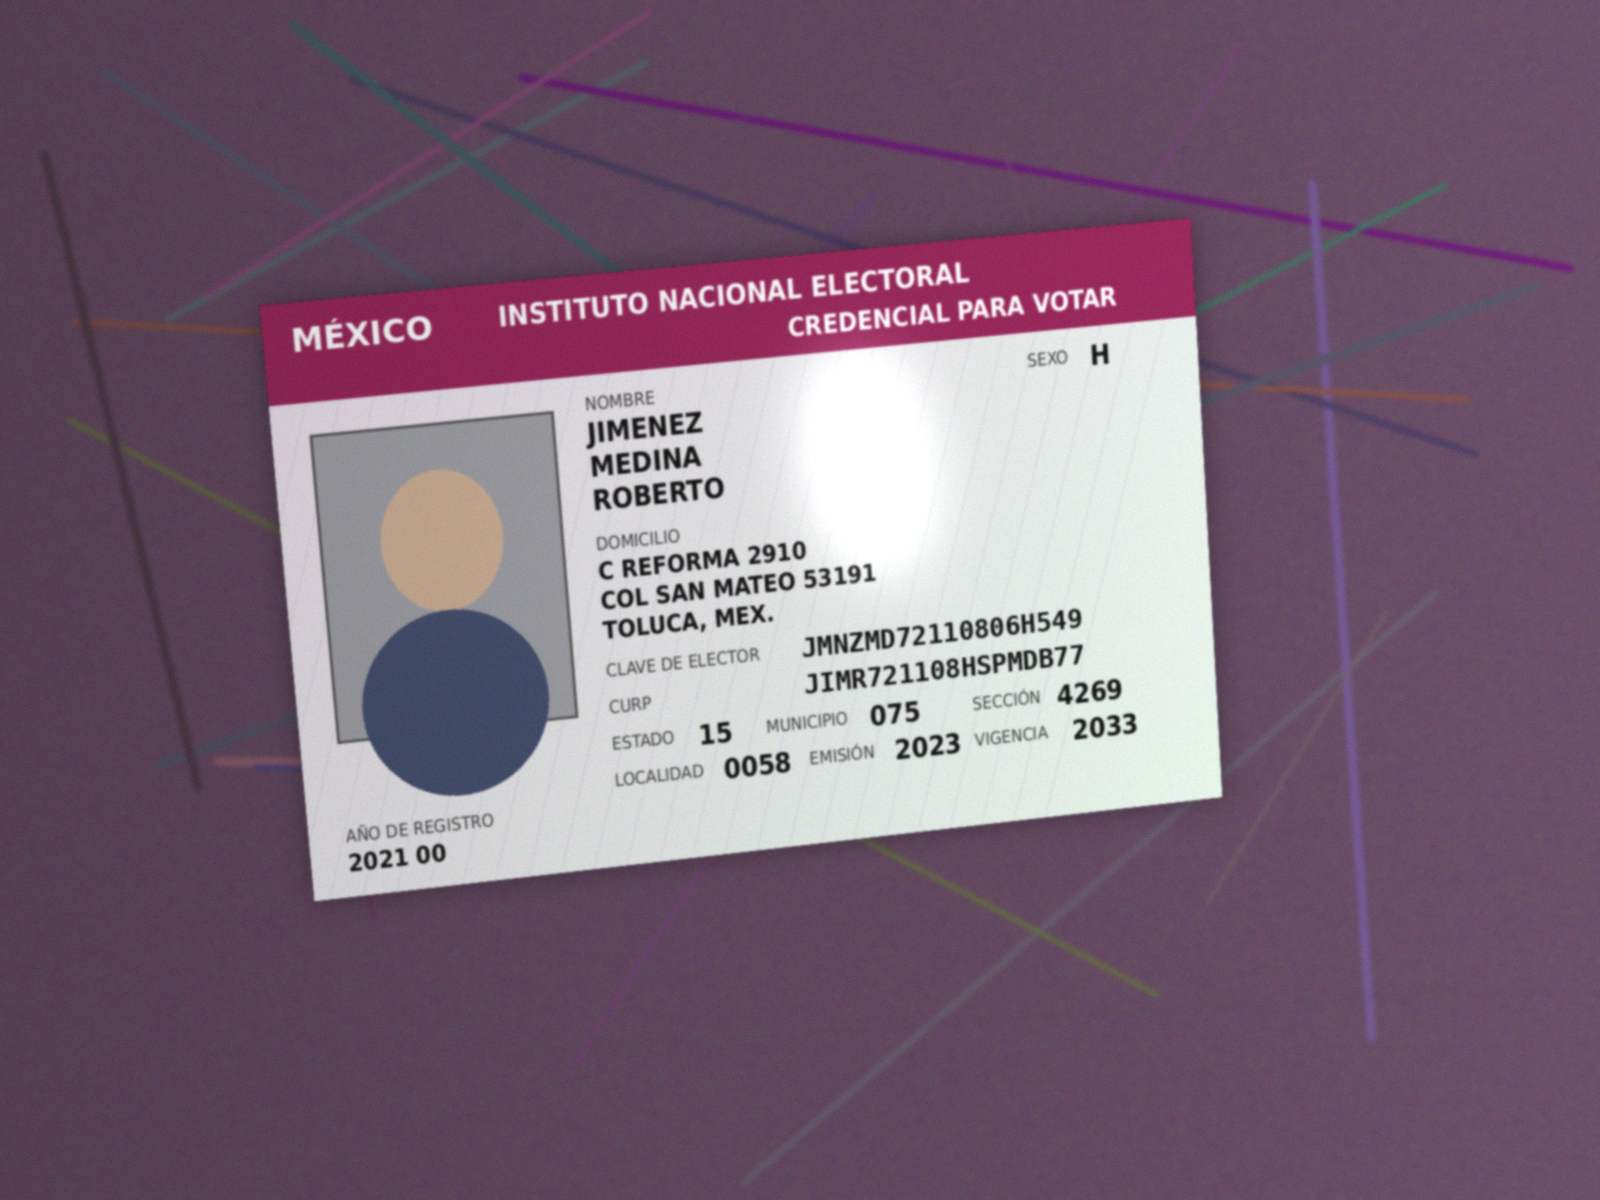 MÉXICO
INSTITUTO NACIONAL ELECTORAL
CREDENCIAL PARA VOTAR
SEXO H
NOMBRE
JIMENEZ
MEDINA
ROBERTO
DOMICILIO
C REFORMA 2910
COL SAN MATEO 53191
TOLUCA, MEX.
CLAVE DE ELECTOR JMNZMD72110806H549
CURP JIMR721108HSPMDB77
ESTADO 15 MUNICIPIO 075 SECCIÓN 4269
LOCALIDAD 0058 EMISIÓN 2023 VIGENCIA 2033
AÑO DE REGISTRO
2021 00